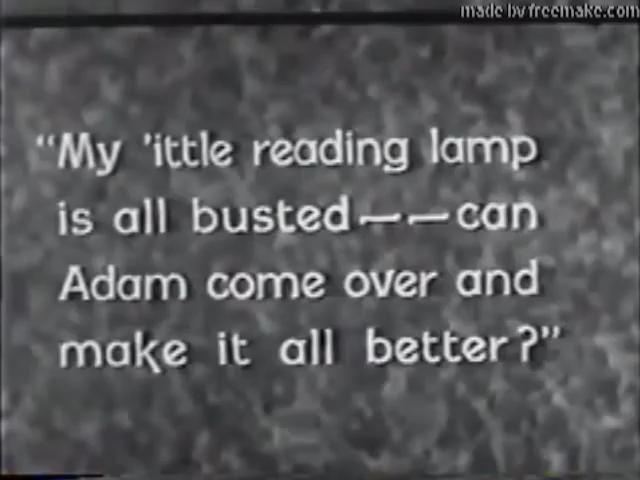 made by freemake.com
"My 'ittle reading lamp
is all busted——can
Adam come over and
make it all better?"